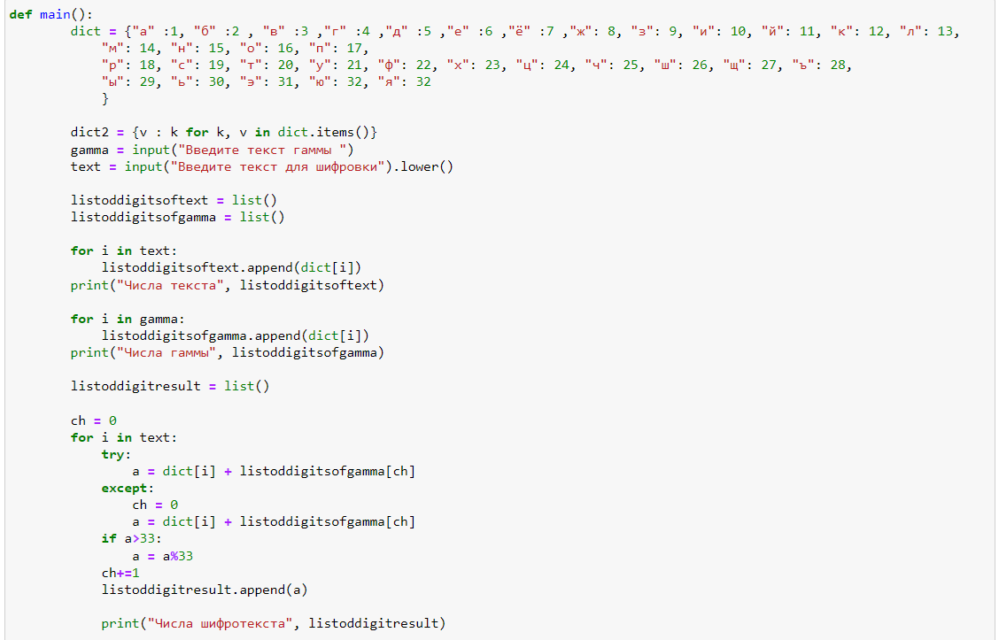 def main():
dict = {"а" :1, "б" :2 , "в" :3 ,"г" :4 ,"д" :5 ,"е" :6 ,"ё" :7 ,"ж": 8, "з": 9, "и": 10, "й": 11, "к": 12, "л": 13,
"м": 14, "н": 15, "о": 16, "п": 17,
"р": 18, "с": 19, "т": 20, "у": 21, "ф": 22, "х": 23, "ц": 24, "ч": 25, "ш": 26, "щ": 27, "ъ": 28,
"ы": 29, "ь": 30, "э": 31, "ю": 32, "я": 32
}
dict2 = {v : k for k, v in dict.items()}
gamma = input("Введите текст гаммы ")
text = input("Введите текст для шифровки").lower()
listoddigitsoftext = list()
listoddigitsofgamma = list()
for i in text:
listoddigitsoftext.append(dict[i])
print("Числа текста", listoddigitsoftext)
for i in gamma:
listoddigitsofgamma.append(dict[i])
print("Числа гаммы", listoddigitsofgamma)
listoddigitresult = list()
ch = 0
for i in text:
try:
a = dict[i] + listoddigitsofgamma[ch]
except:
ch = 0
a = dict[i] + listoddigitsofgamma[ch]
if a>33:
a = a%33
ch+=1
listoddigitresult.append(a)
print("Числа шифротекста", listoddigitresult)